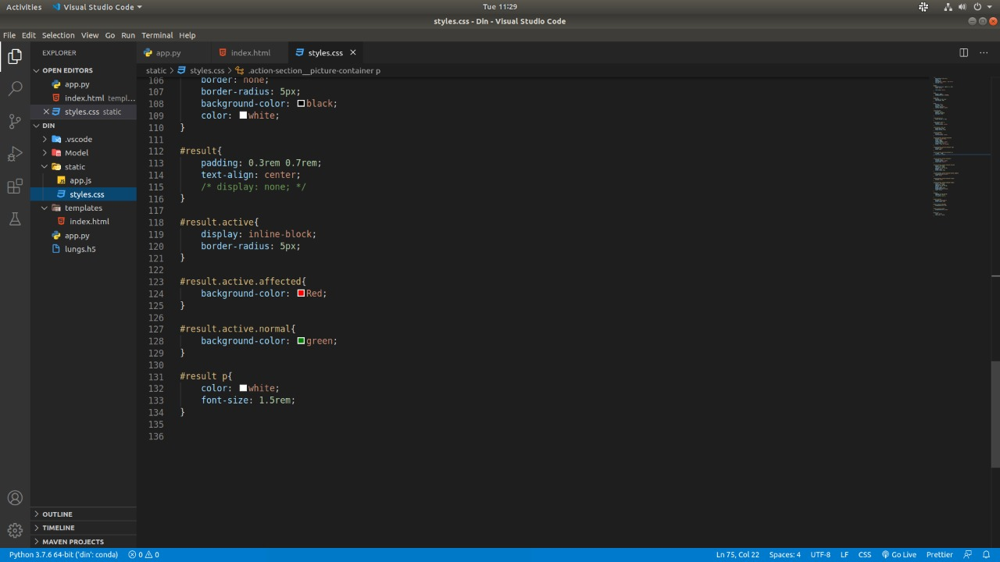 Activities Visual Studio Code Tue 11:29
styles.css - Din - Visual Studio Code
File Edit Selection View Go Run Terminal Help
EXPLORER
OPEN EDITORS
app.py
index.html templ...
styles.css static
DIN
.vscode
Model
static
app.js
styles.css
templates
index.html
app.py
lungs.h5
OUTLINE
TIMELINE
MAVEN PROJECTS
app.py index.html styles.css
static > styles.css > .action-section__picture-container p
106 border: none;
107 border-radius: 5px;
108 background-color: black;
109 color: white;
110 }
111
112 #result{
113 padding: 0.3rem 0.7rem;
114 text-align: center;
115 /* display: none; */
116 }
117
118 #result.active{
119 display: inline-block;
120 border-radius: 5px;
121 }
122
123 #result.active.affected{
124 background-color: Red;
125 }
126
127 #result.active.normal{
128 background-color: green;
129 }
130
131 #result p{
132 color: white;
133 font-size: 1.5rem;
134 }
135
136
Python 3.7.6 64-bit ('din': conda) 0 0 Ln 75, Col 22 Spaces: 4 UTF-8 LF CSS Go Live Prettier